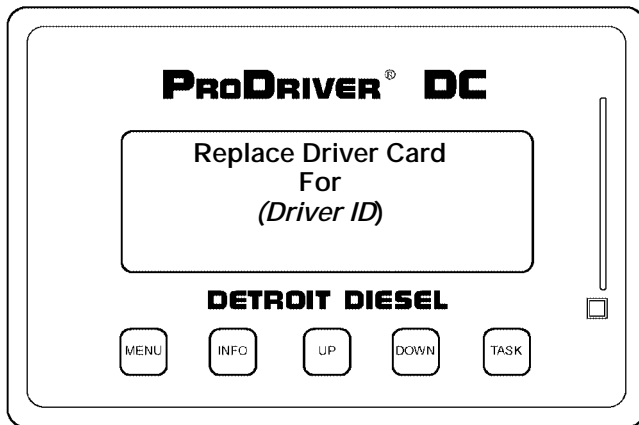 PRODRIVER® DC
Replace Driver Card
For
(Driver ID)
DETROIT DIESEL
MENU INFO UP DOWN TASK